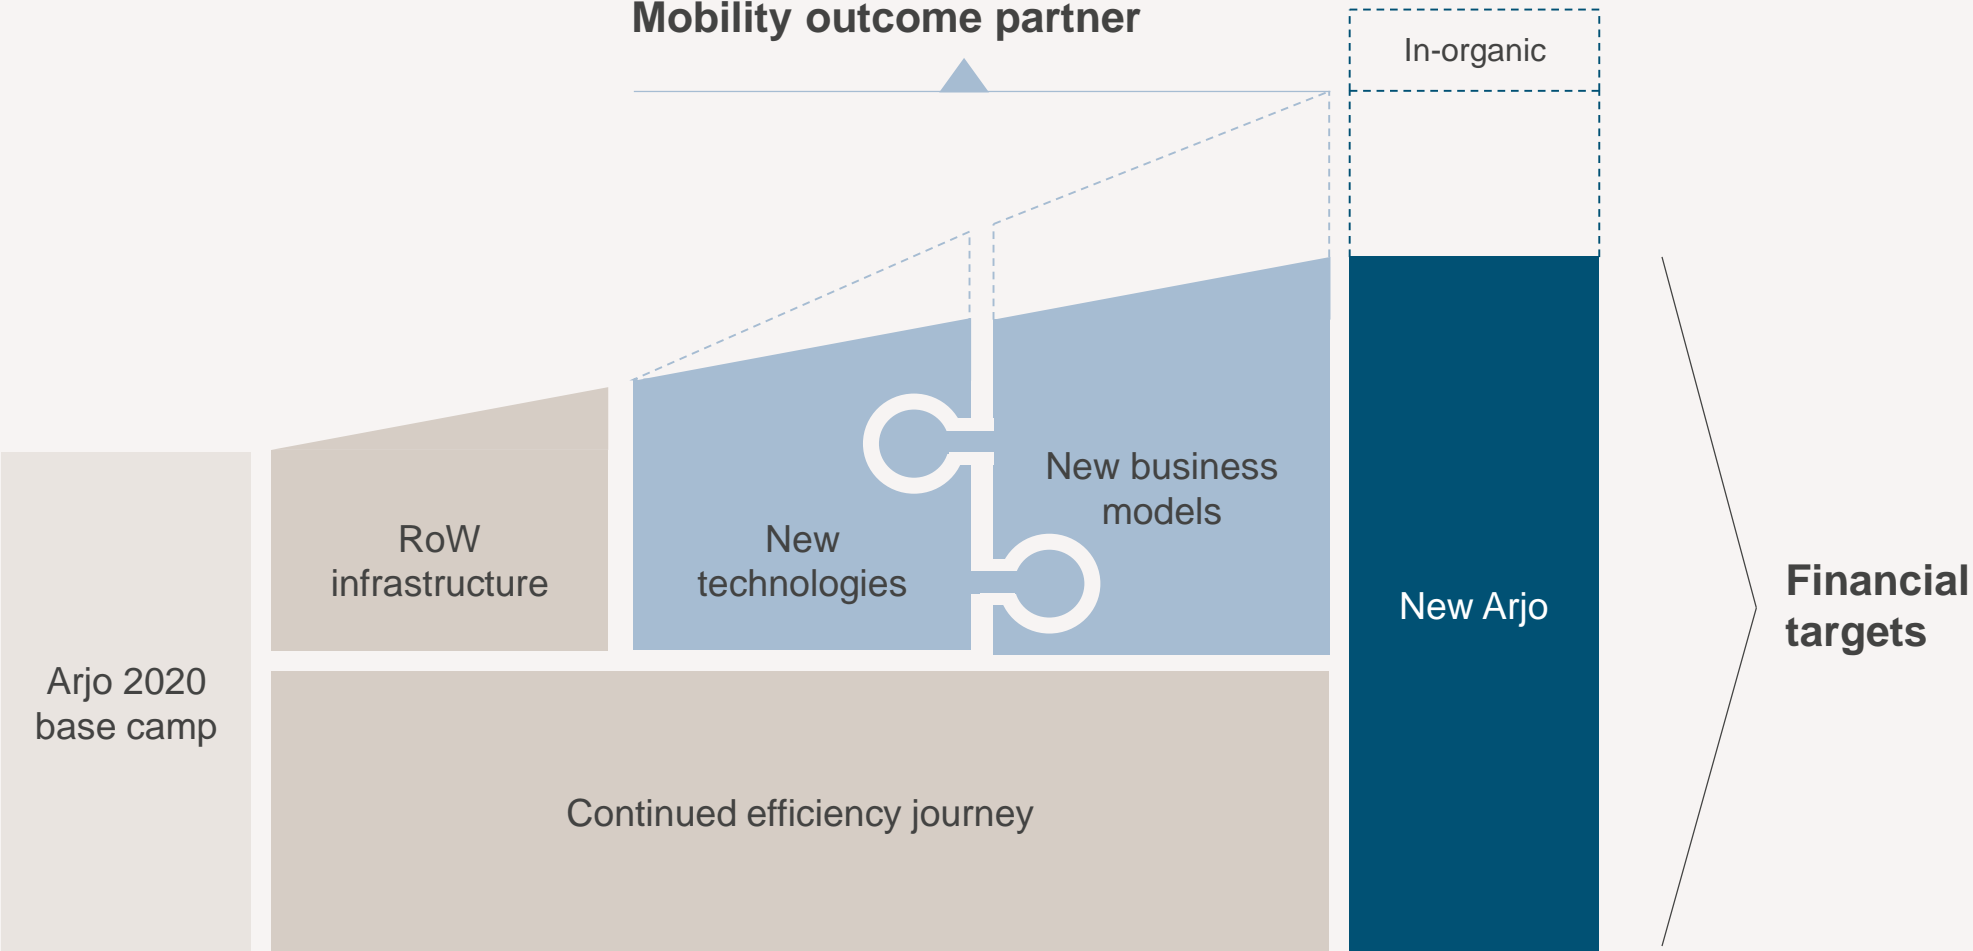 Mobility outcome partner
In-organic
New business
models
RoW
infrastructure
New
technologies
New Arjo
Financial
targets
Arjo 2020
base camp
Continued efficiency journey